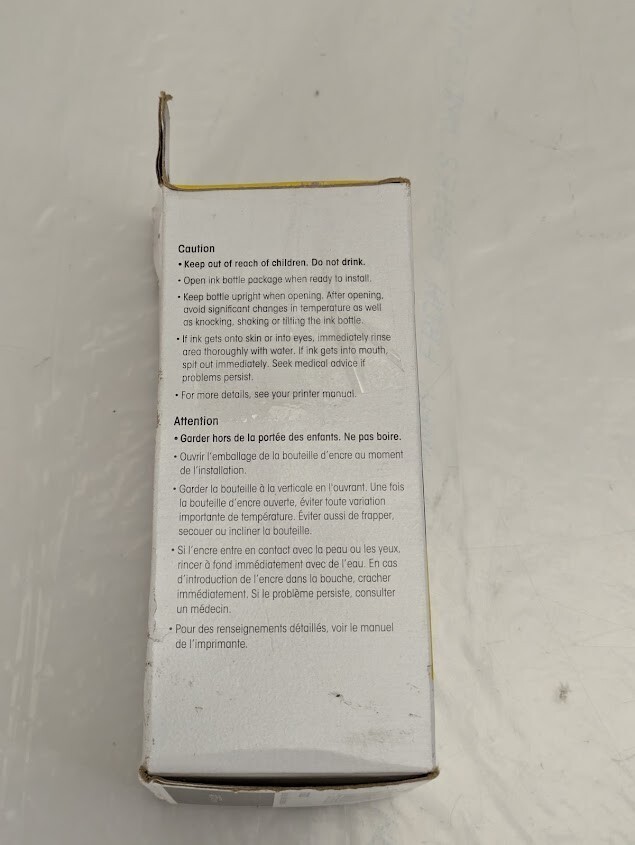 Caution
• Keep out of reach of children. Do not drink.
• Open ink bottle package when ready to install.
• Keep bottle upright when opening. After opening,
avoid significant changes in temperature as well
as knocking, shaking or tilting the ink bottle.
• If ink gets onto skin or into eyes, immediately rinse
area thoroughly with water. If ink gets into mouth,
spit out immediately. Seek medical advice if
problems persist.
• For more details, see your printer manual.
Attention
• Garder hors de la portée des enfants. Ne pas boire.
• Ouvrir l'emballage de la bouteille d'encre au moment
de l'installation.
• Garder la bouteille à la verticale en l'ouvrant. Une fois
la bouteille d'encre ouverte, éviter toute variation
importante de température. Éviter aussi de frapper,
secouer ou incliner la bouteille.
• Si l'encre entre en contact avec la peau ou les yeux,
rincer à fond immédiatement avec de l'eau. En cas
d'introduction de l'encre dans la bouche, cracher
immédiatement. Si le problème persiste, consulter
un médecin.
• Pour des renseignements détaillés, voir le manuel
de l'imprimante.